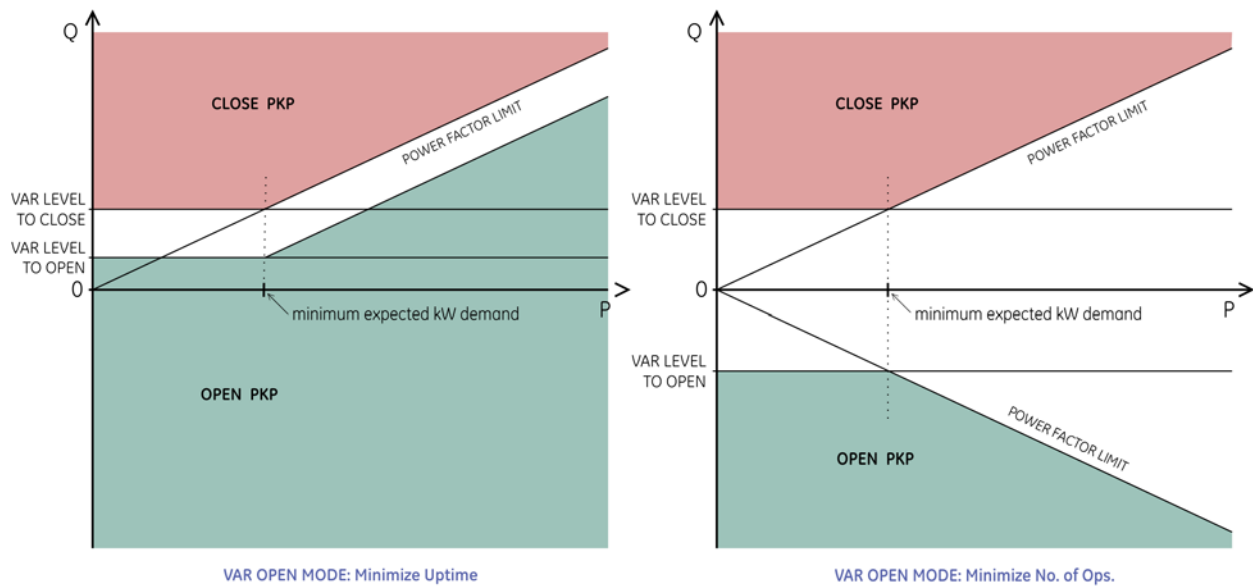 Q
CLOSE PKP
POWER FACTOR LIMIT
VAR LEVEL
TO CLOSE
VAR LEVEL
TO OPEN
0
P
minimum expected kW demand
OPEN PKP
VAR OPEN MODE: Minimize Uptime
Q
CLOSE PKP
POWER FACTOR LIMIT
VAR LEVEL
TO CLOSE
0
P
minimum expected kW demand
VAR LEVEL
TO OPEN
POWER FACTOR LIMIT
OPEN PKP
VAR OPEN MODE: Minimize No. of Ops.